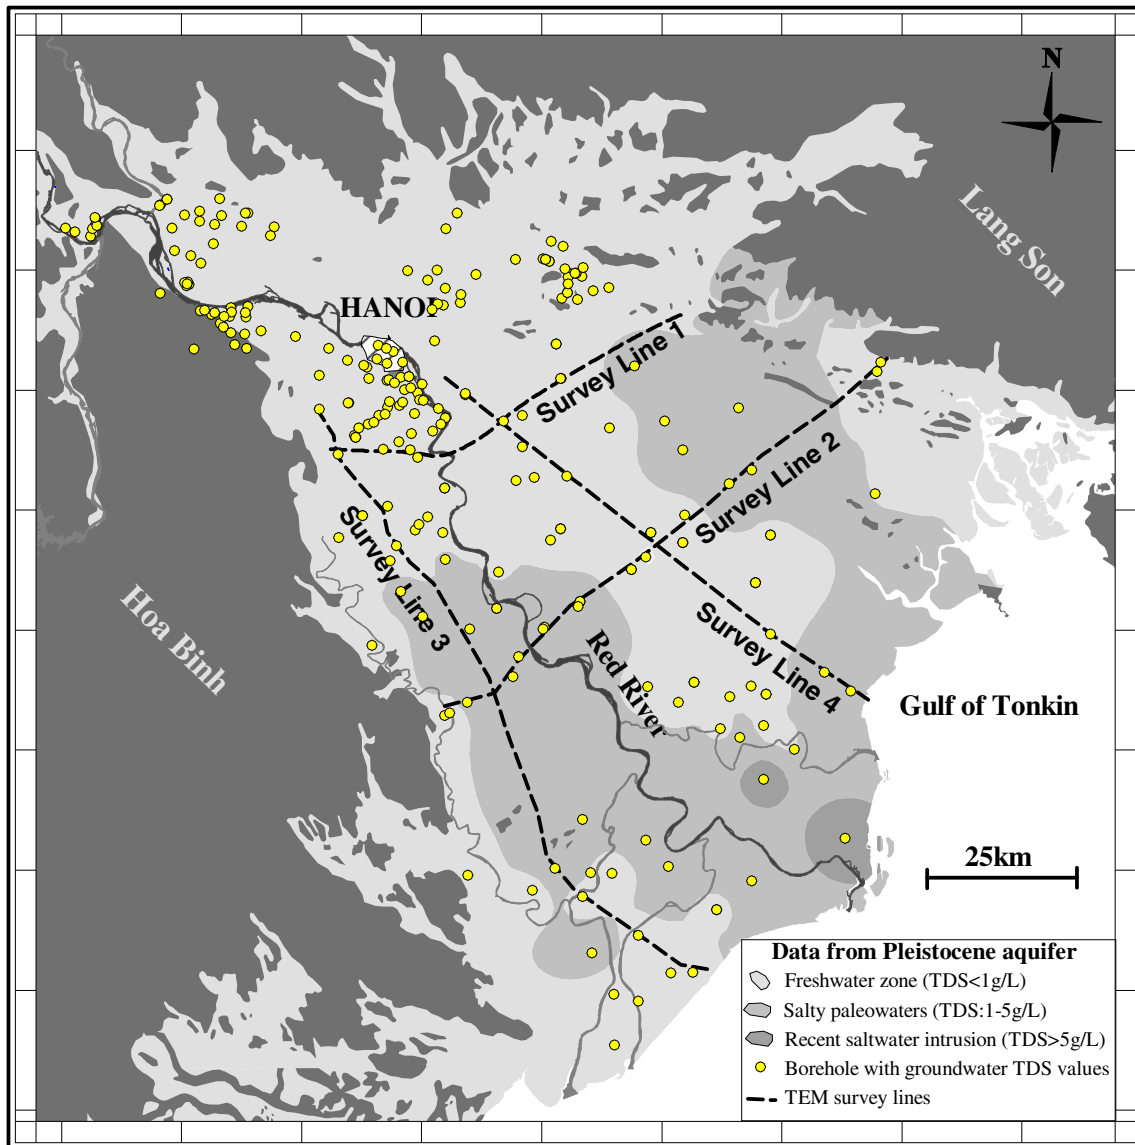 N
Lang Son
HANOI
Survey Line 1
Survey Line 2
Survey Line 3
Hoa Binh
Red River
Survey Line 4
Gulf of Tonkin
25km
Data from Pleistocene aquifer
Freshwater zone (TDS<1g/L)
Salty paleowaters (TDS:1-5g/L)
Recent saltwater intrusion (TDS>5g/L)
Borehole with groundwater TDS values
TEM survey lines